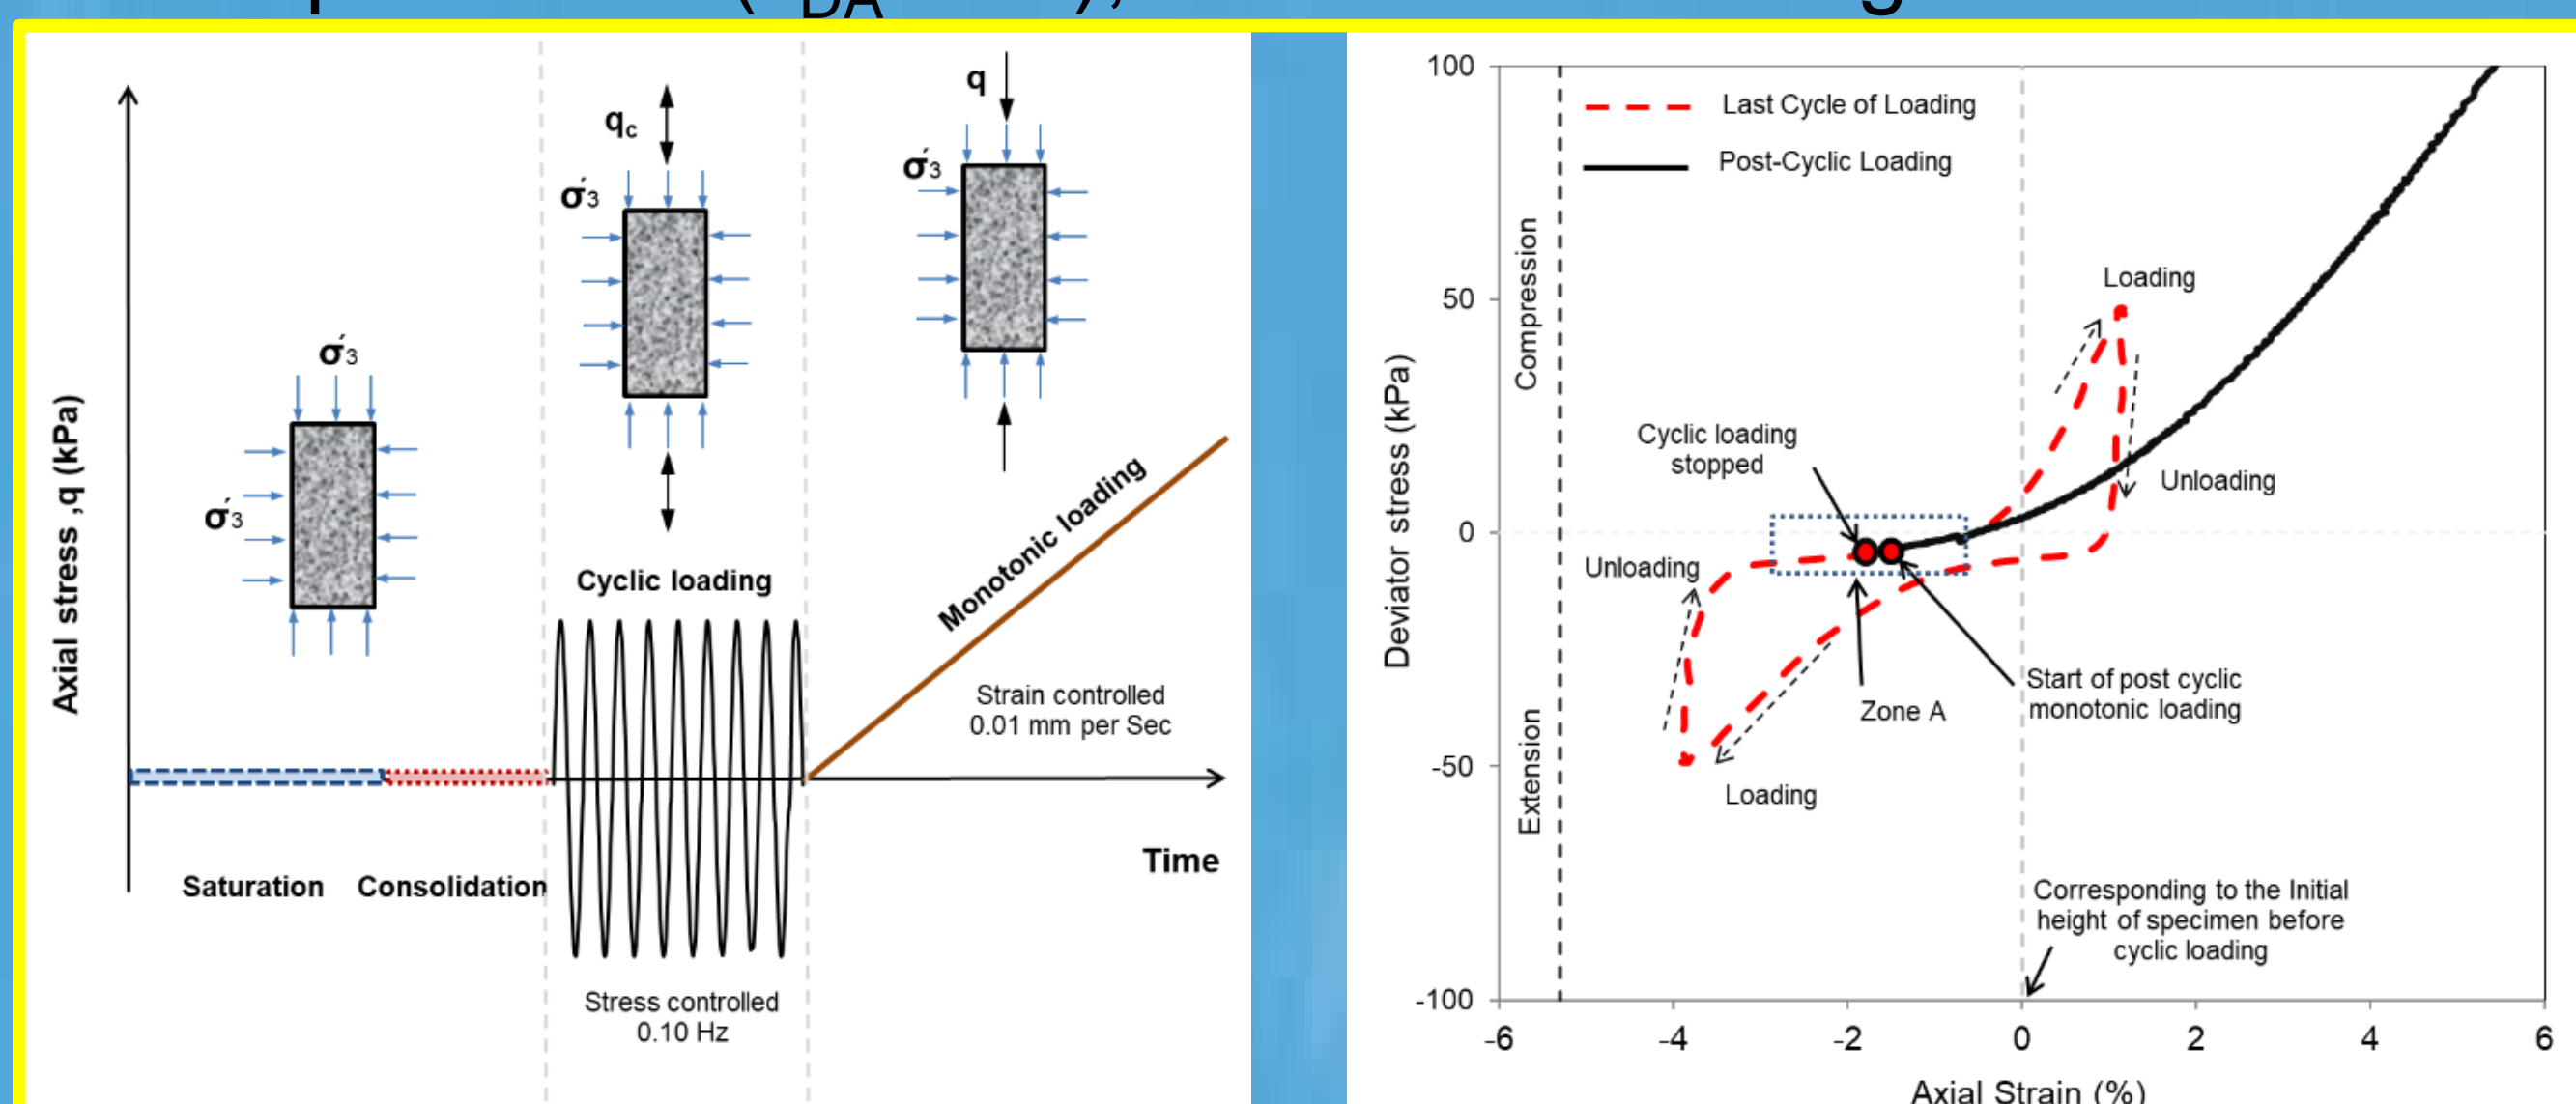 DA
q
qc
σ′3
σ′3
σ′3
σ′3
Axial stress ,q (kPa)
Cyclic loading
Monotonic loading
Strain controlled
0.01 mm per Sec
Time
Saturation
Consolidation
Stress controlled
0.10 Hz
100
50
0
-50
-100
Deviator stress (kPa)
Compression
Extension
Last Cycle of Loading
Post-Cyclic Loading
Loading
Unloading
Cyclic loading
stopped
Unloading
Start of post cyclic
monotonic loading
Zone A
Loading
Corresponding to the Initial
height of specimen before
cyclic loading
-6
-4
-2
0
2
4
6
Axial Strain (%)